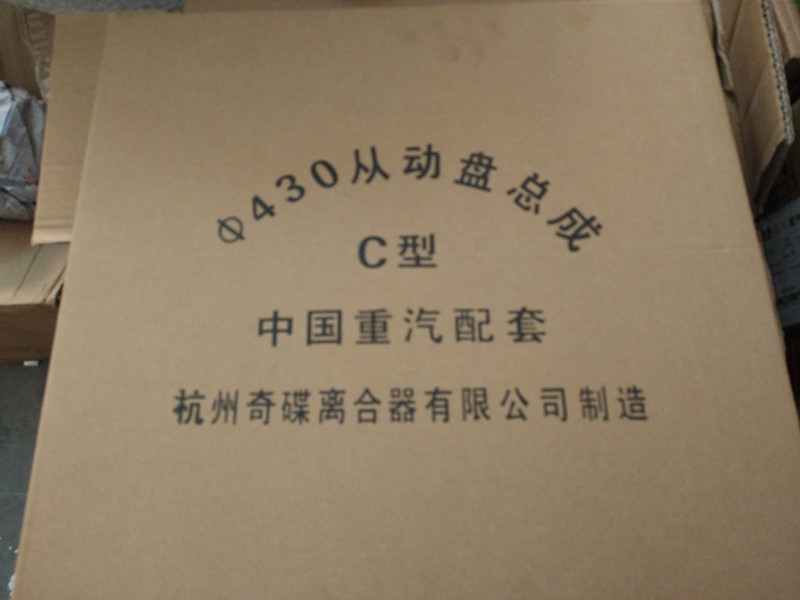 Φ430从动盘总成
C型
中国重汽配套
杭州奇碟离合器有限公司制造